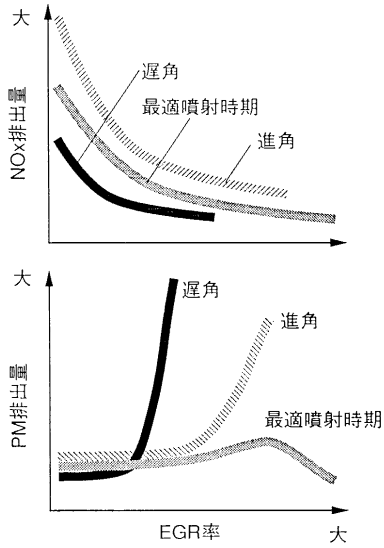 大
NOx排出量
遅角
最適噴射時期
進角
大
PM排出量
遅角
進角
最適噴射時期
EGR率
大